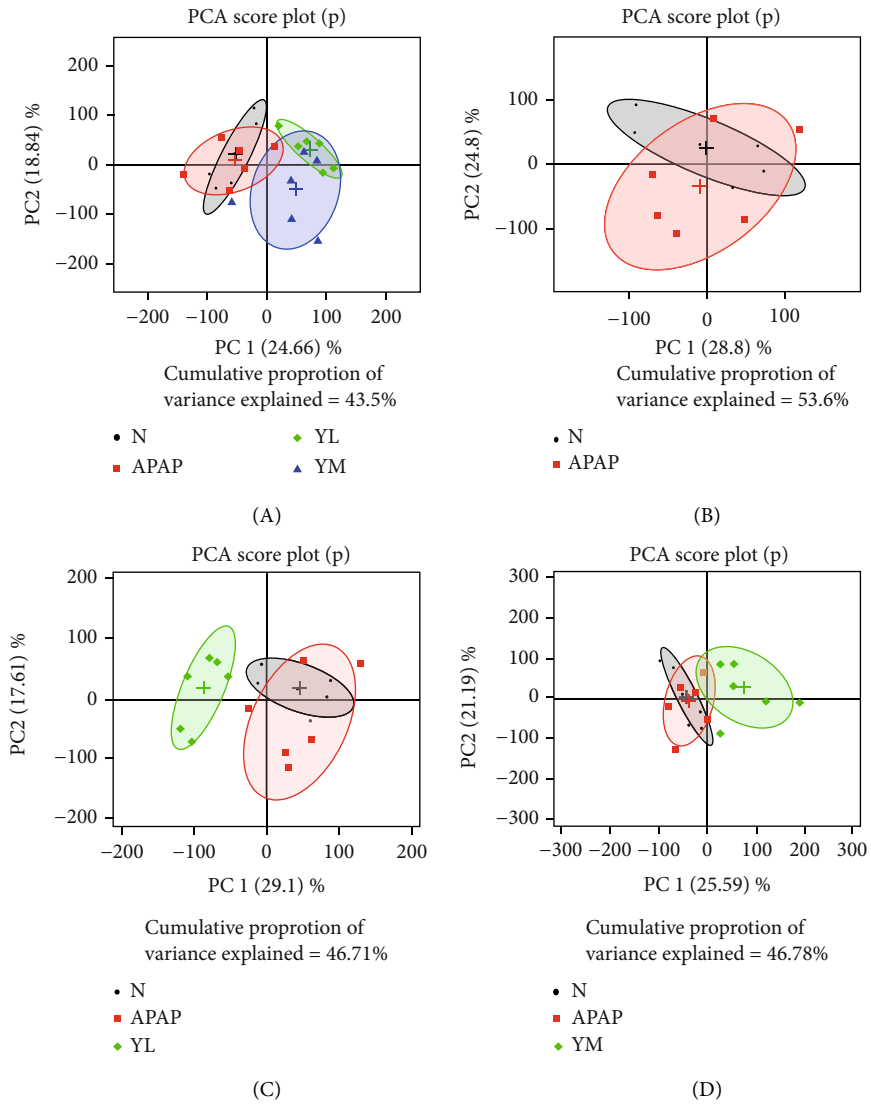 PCA score plot (p)
200
100
0
−100
−200
PC2 (18.84) %
−200 −100 0 100 200
PC 1 (24.66) %
Cumulative proprotion of
variance explained = 43.5%
N YL
APAP YM
(A)
PCA score plot (p)
100
0
−100
PC2 (24.8) %
−100 0 100
PC 1 (28.8) %
Cumulative proprotion of
variance explained = 53.6%
N
APAP
(B)
PCA score plot (p)
200
100
0
−100
−200
PC2 (17.61) %
−200 −100 0 100 200
PC 1 (29.1) %
Cumulative proprotion of
variance explained = 46.71%
N
APAP
YL
(C)
PCA score plot (p)
300
200
100
0
−100
−200
−300
PC2 (21.19) %
−300 −200 −100 0 100 200 300
PC 1 (25.59) %
Cumulative proprotion of
variance explained = 46.78%
N
APAP
YM
(D)